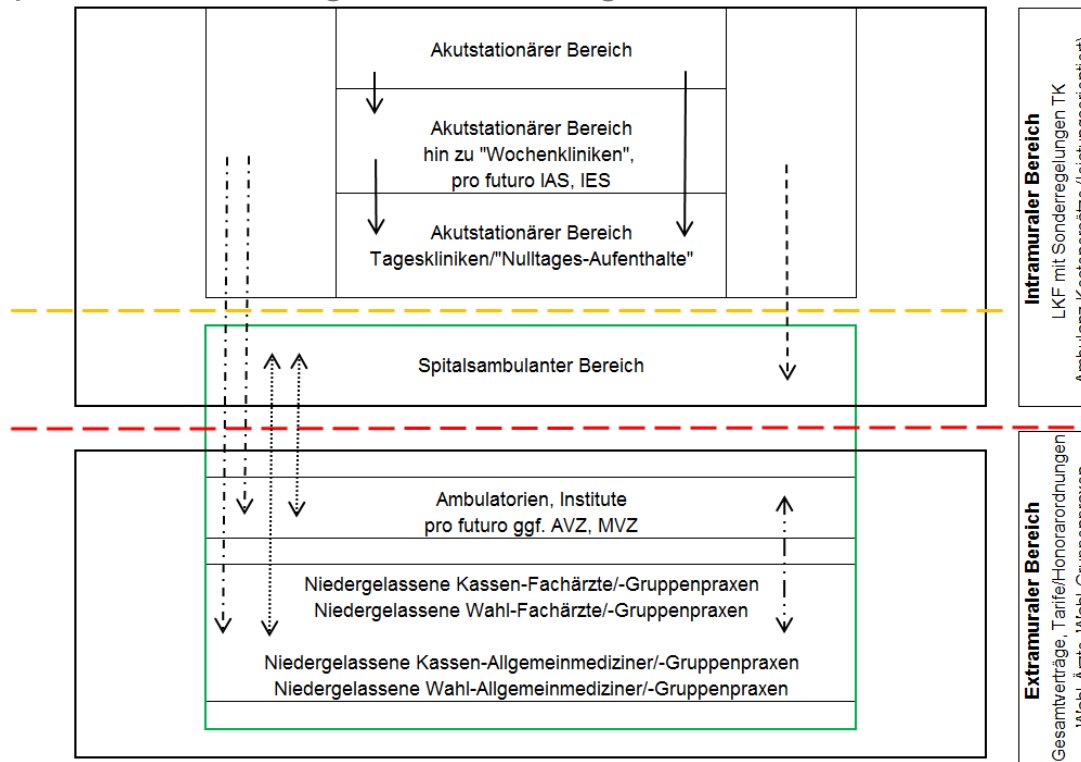 Akutstationärer Bereich
Akutstationärer Bereich
hin zu "Wochenkliniken",
pro futuro IAS, IES
Akutstationärer Bereich
Tageskliniken/"Nulltages-Aufenthalte"
Spitalsambulanter Bereich
Ambulatorien, Institute
pro futuro ggf. AVZ, MVZ
Niedergelassene Kassen-Fachärzte/-Gruppenpraxen
Niedergelassene Wahl-Fachärzte/-Gruppenpraxen
Niedergelassene Kassen-Allgemeinmediziner/-Gruppenpraxen
Niedergelassene Wahl-Allgemeinmediziner/-Gruppenpraxen
Intramuraler Bereich
LKF mit Sonderregelungen TK
Extramuraler Bereich
Gesamtverträge, Tarife/Honorarordnungen